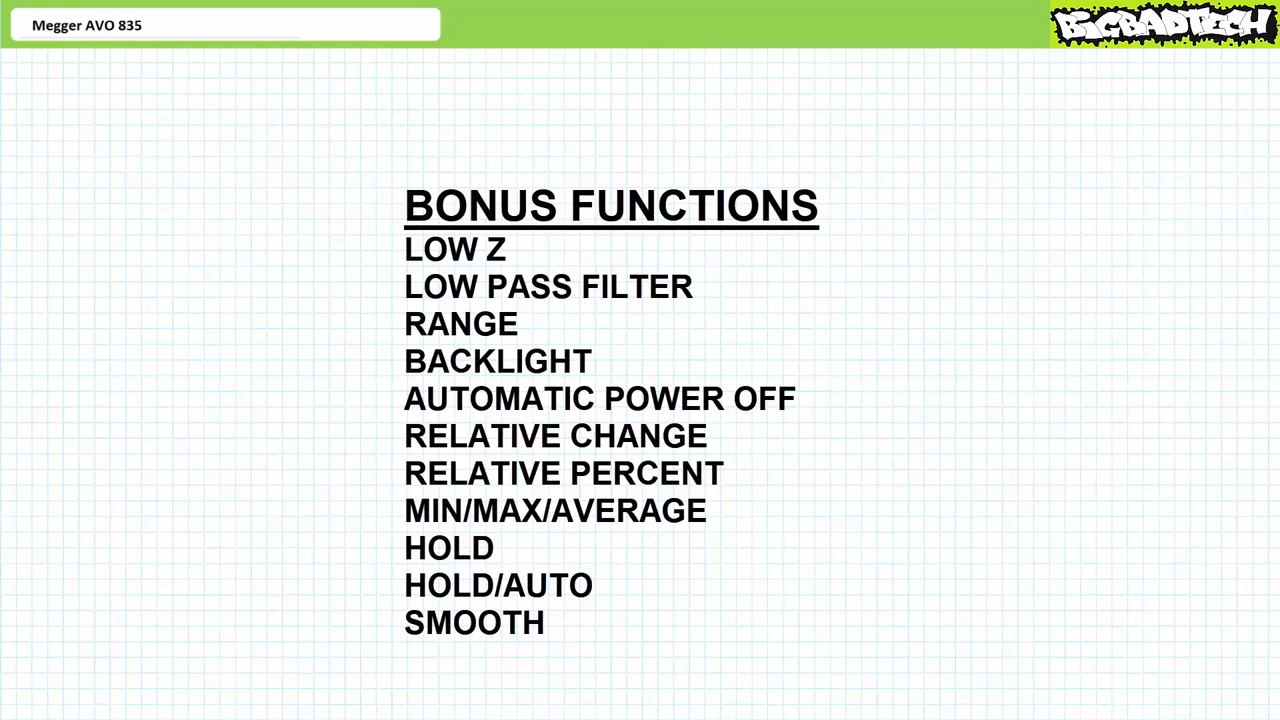 Megger AVO 835
BIGBADTECH
BONUS FUNCTIONS
LOW Z
LOW PASS FILTER
RANGE
BACKLIGHT
AUTOMATIC POWER OFF
RELATIVE CHANGE
RELATIVE PERCENT
MIN/MAX/AVERAGE
HOLD
HOLD/AUTO
SMOOTH